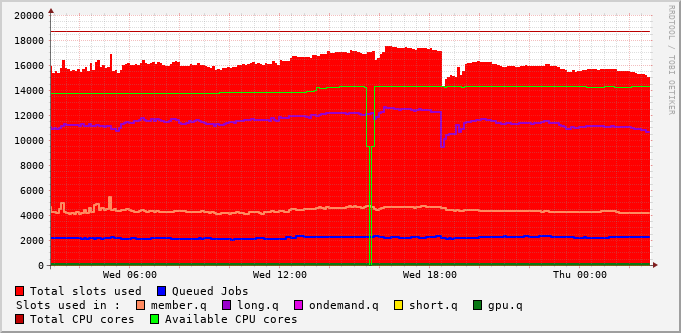 RRDTOOL / TOBI OETIKER
20000
18000
16000
14000
12000
10000
8000
6000
4000
2000
0
Wed 06:00 Wed 12:00 Wed 18:00 Thu 00:00
Total slots used Queued Jobs
Slots used in : member.q long.q ondemand.q short.q gpu.q
Total CPU cores Available CPU cores